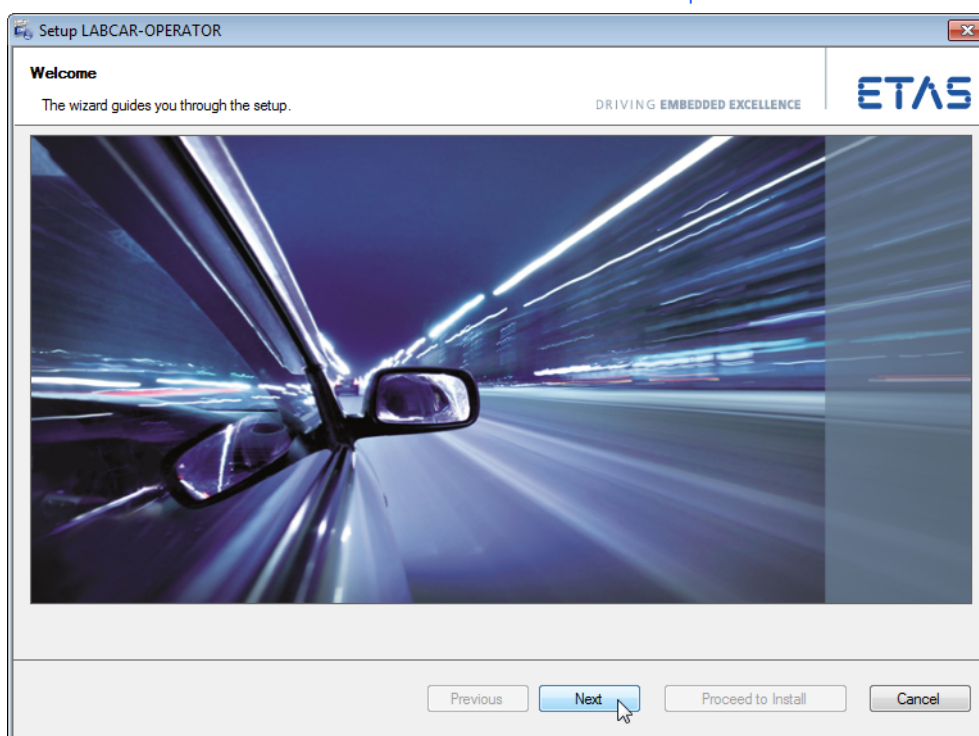 Setup LABCAR-OPERATOR
Welcome
The wizard guides you through the setup.
DRIVING EMBEDDED EXCELLENCE
ETAS
Previous
Next
Proceed to Install
Cancel